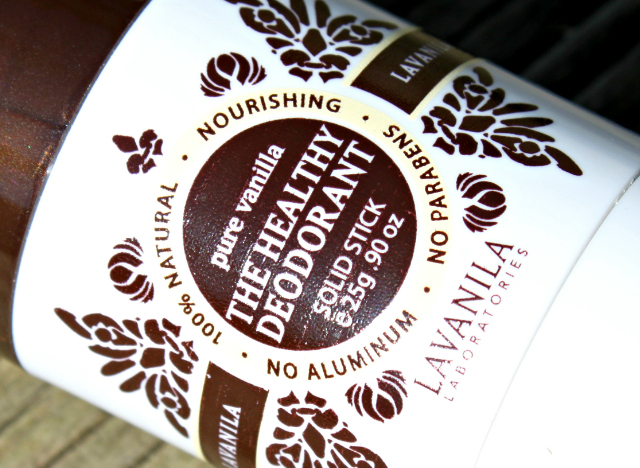 LAVANILA
100% NATURAL • NOURISHING • NO PARABENS • NO ALUMINUM •
pure vanilla
THE HEALTHY
DEODORANT
SOLID STICK
e 25g .90 oz
LAVANILA
LABORATORIES
LAVANILA